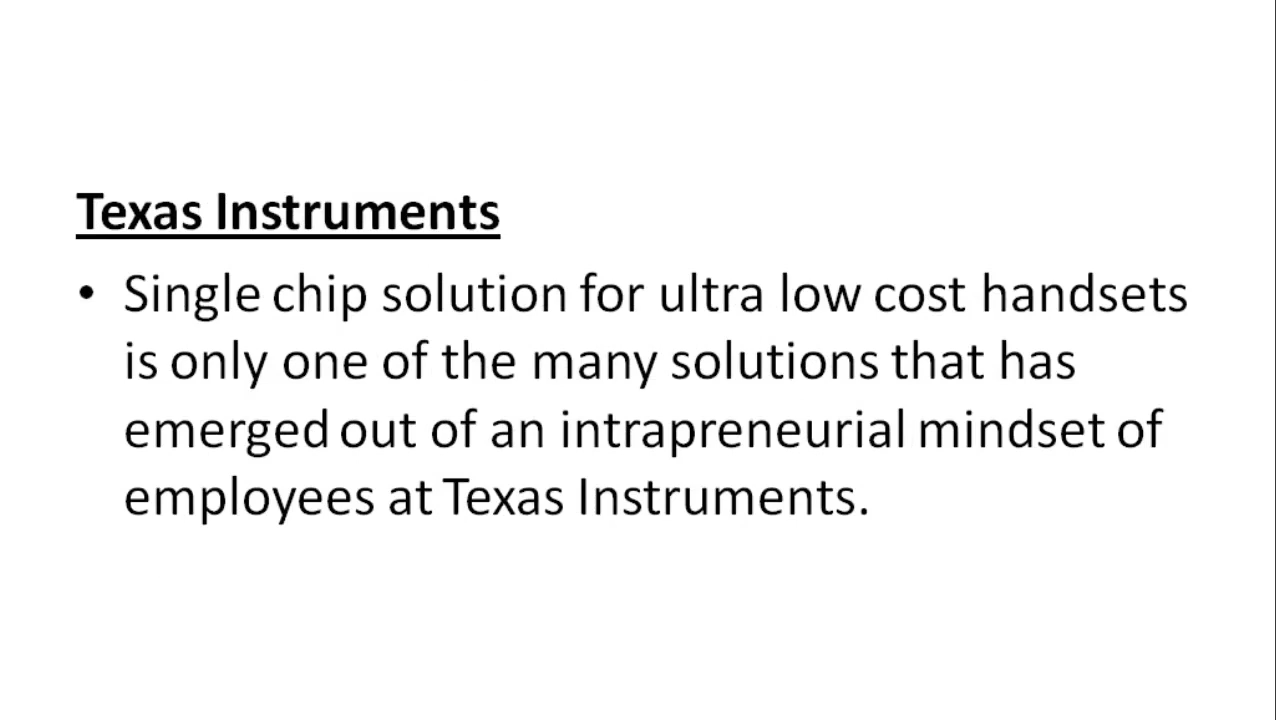 Texas Instruments
• Single chip solution for ultra low cost handsets
is only one of the many solutions that has
emerged out of an intrapreneurial mindset of
employees at Texas Instruments.